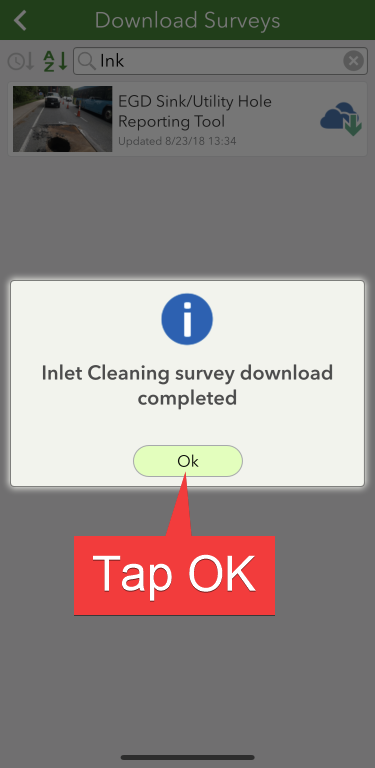 Download Surveys
A
Z
Ink
EGD Sink/Utility Hole
Reporting Tool
Updated 8/23/18 13:34
Inlet Cleaning survey download
completed
Ok
Tap OK